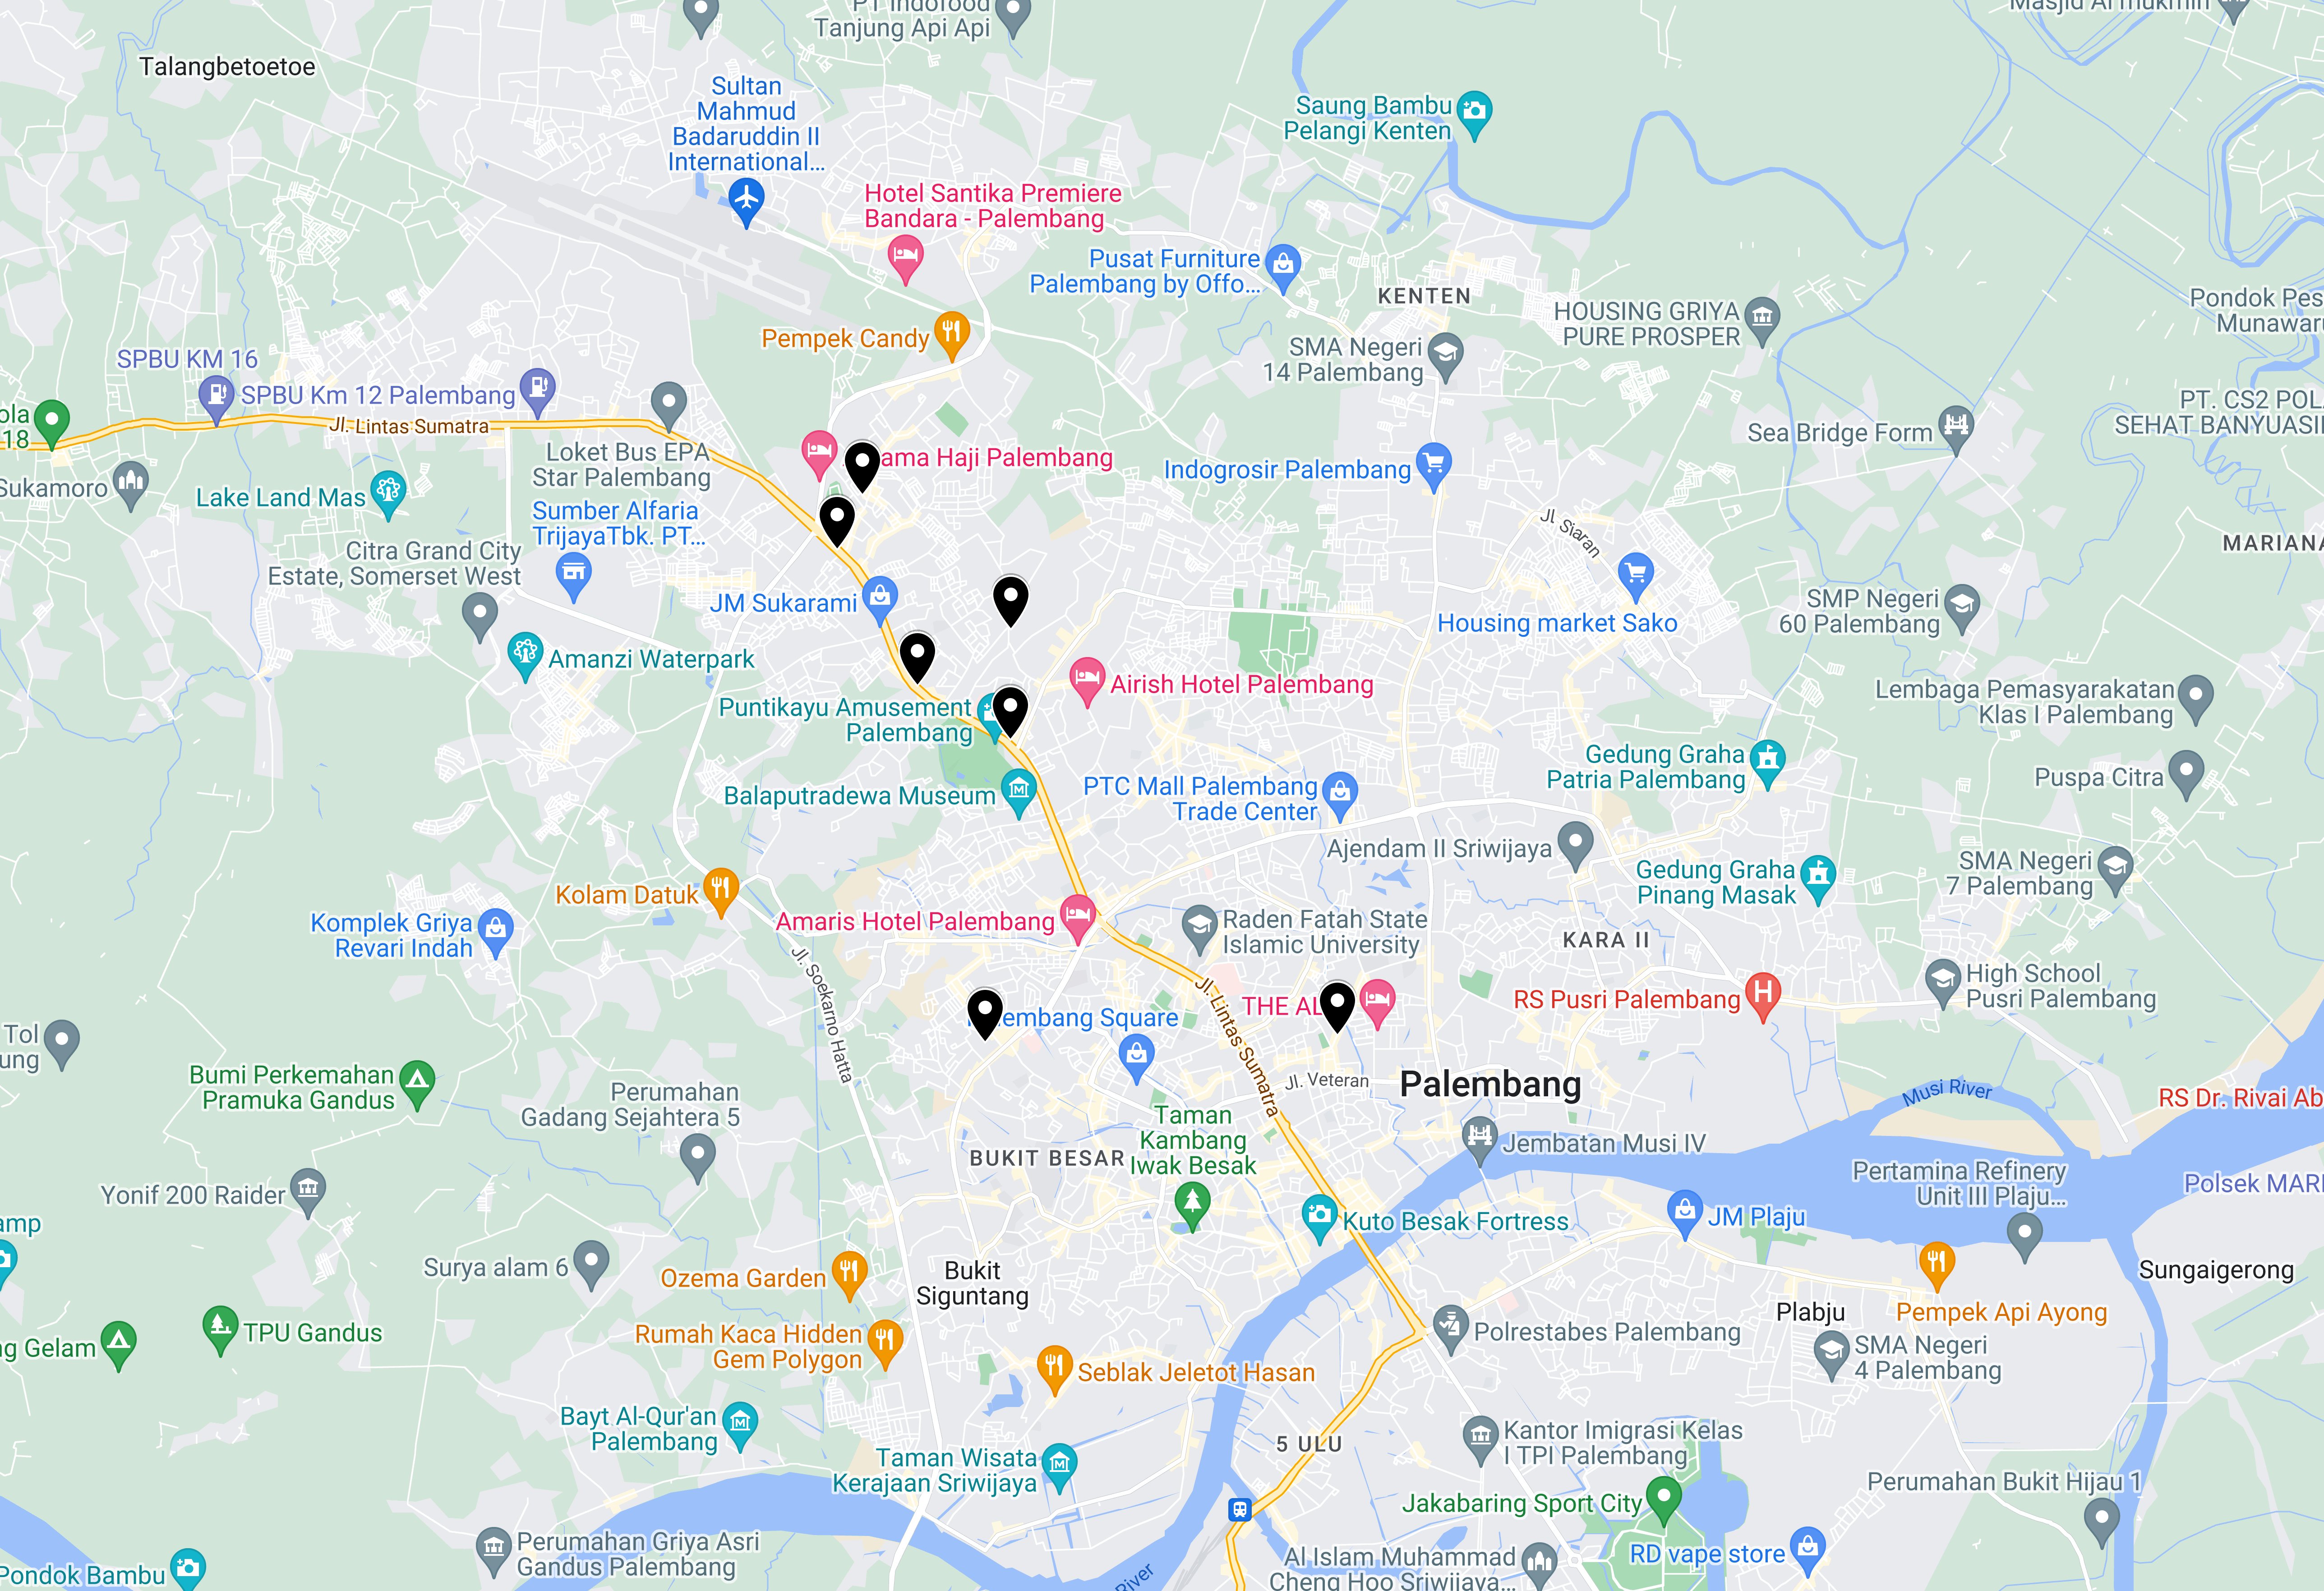 PT Indofood
Tanjung Api Api
Masjid Al mukmin
Talangbetoetoe
Sultan
Mahmud
Badaruddin II
International...
Saung Bambu
Pelangi Kenten
Hotel Santika Premiere
Bandara - Palembang
Pusat Furniture
Palembang by Offo...
KENTEN
HOUSING GRIYA
PURE PROSPER
Pondok Pes
Munawar
Pempek Candy
SMA Negeri
14 Palembang
SPBU KM 16
SPBU Km 12 Palembang
ola
18
Jl. Lintas Sumatra
PT. CS2 POL
SEHAT BANYUASI
Sea Bridge Form
Loket Bus EPA
Star Palembang
ama Haji Palembang
Indogrosir Palembang
Sukamoro
Lake Land Mas
Sumber Alfaria
TrijayaTbk. PT...
Jl. Siaran
MARIANA
Citra Grand City
Estate, Somerset West
JM Sukarami
Housing market Sako
SMP Negeri
60 Palembang
Amanzi Waterpark
Airish Hotel Palembang
Lembaga Pemasyarakatan
Klas I Palembang
Puntikayu Amusement
Palembang
Gedung Graha
Patria Palembang
Puspa Citra
Balaputradewa Museum
PTC Mall Palembang
Trade Center
Ajendam II Sriwijaya
Gedung Graha
Pinang Masak
SMA Negeri
7 Palembang
Kolam Datuk
Komplek Griya
Revari Indah
Amaris Hotel Palembang
Raden Fatah State
Islamic University
KARA II
Jl. Soekarno Hatta
High School
Pusri Palembang
Jl. Lintas Sumatra
THE AL
RS Pusri Palembang
embang Square
Tol
ung
Bumi Perkemahan
Pramuka Gandus
Perumahan
Gadang Sejahtera 5
Jl. Veteran
Palembang
Musi River
RS Dr. Rivai Ab
Taman
Kambang
Iwak Besak
BUKIT BESAR
Jembatan Musi IV
Pertamina Refinery
Unit III Plaju...
Polsek MARI
Yonif 200 Raider
amp
Kuto Besak Fortress
JM Plaju
Surya alam 6
Ozema Garden
Bukit
Siguntang
Sungaigerong
Plabju
Pempek Api Ayong
ng Gelam
TPU Gandus
Rumah Kaca Hidden
Gem Polygon
Polrestabes Palembang
SMA Negeri
4 Palembang
Seblak Jeletot Hasan
Bayt Al-Qur'an
Palembang
Taman Wisata
Kerajaan Sriwijaya
5 ULU
Kantor Imigrasi Kelas
I TPI Palembang
Perumahan Bukit Hijau 1
Jakabaring Sport City
Perumahan Griya Asri
Gandus Palembang
Pondok Bambu
River
Al Islam Muhammad
Cheng Hoo Sriwijaya...
RD vape store